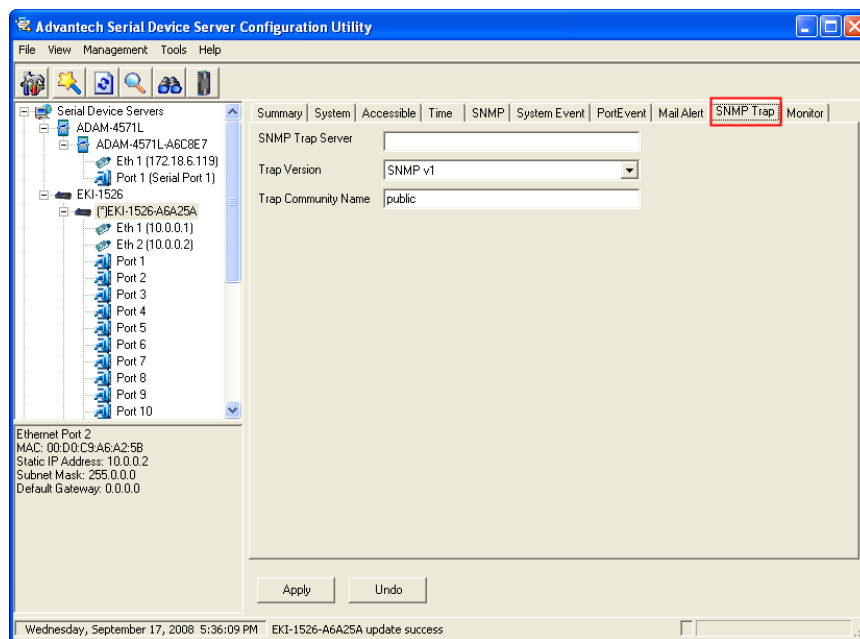 Advantech Serial Device Server Configuration Utility
File View Management Tools Help
Serial Device Servers
ADAM-4571L
ADAM-4571L-A6C8E7
Eth 1 (172.18.6.119)
Port 1 (Serial Port 1)
EKI-1526
(*)EKI-1526-A6A25A
Eth 1 (10.0.0.1)
Eth 2 (10.0.0.2)
Port 1
Port 2
Port 3
Port 4
Port 5
Port 6
Port 7
Port 8
Port 9
Port 10
Ethernet Port 2
MAC: 00:D0:C9:A6:A2:5B
Static IP Address: 10.0.0.2
Subnet Mask: 255.0.0.0
Default Gateway: 0.0.0.0
Summary System Accessible Time SNMP System Event PortEvent Mail Alert SNMP Trap Monitor
SNMP Trap Server
Trap Version SNMP v1
Trap Community Name public
Apply Undo
Wednesday, September 17, 2008 5:36:09 PM EKI-1526-A6A25A update success